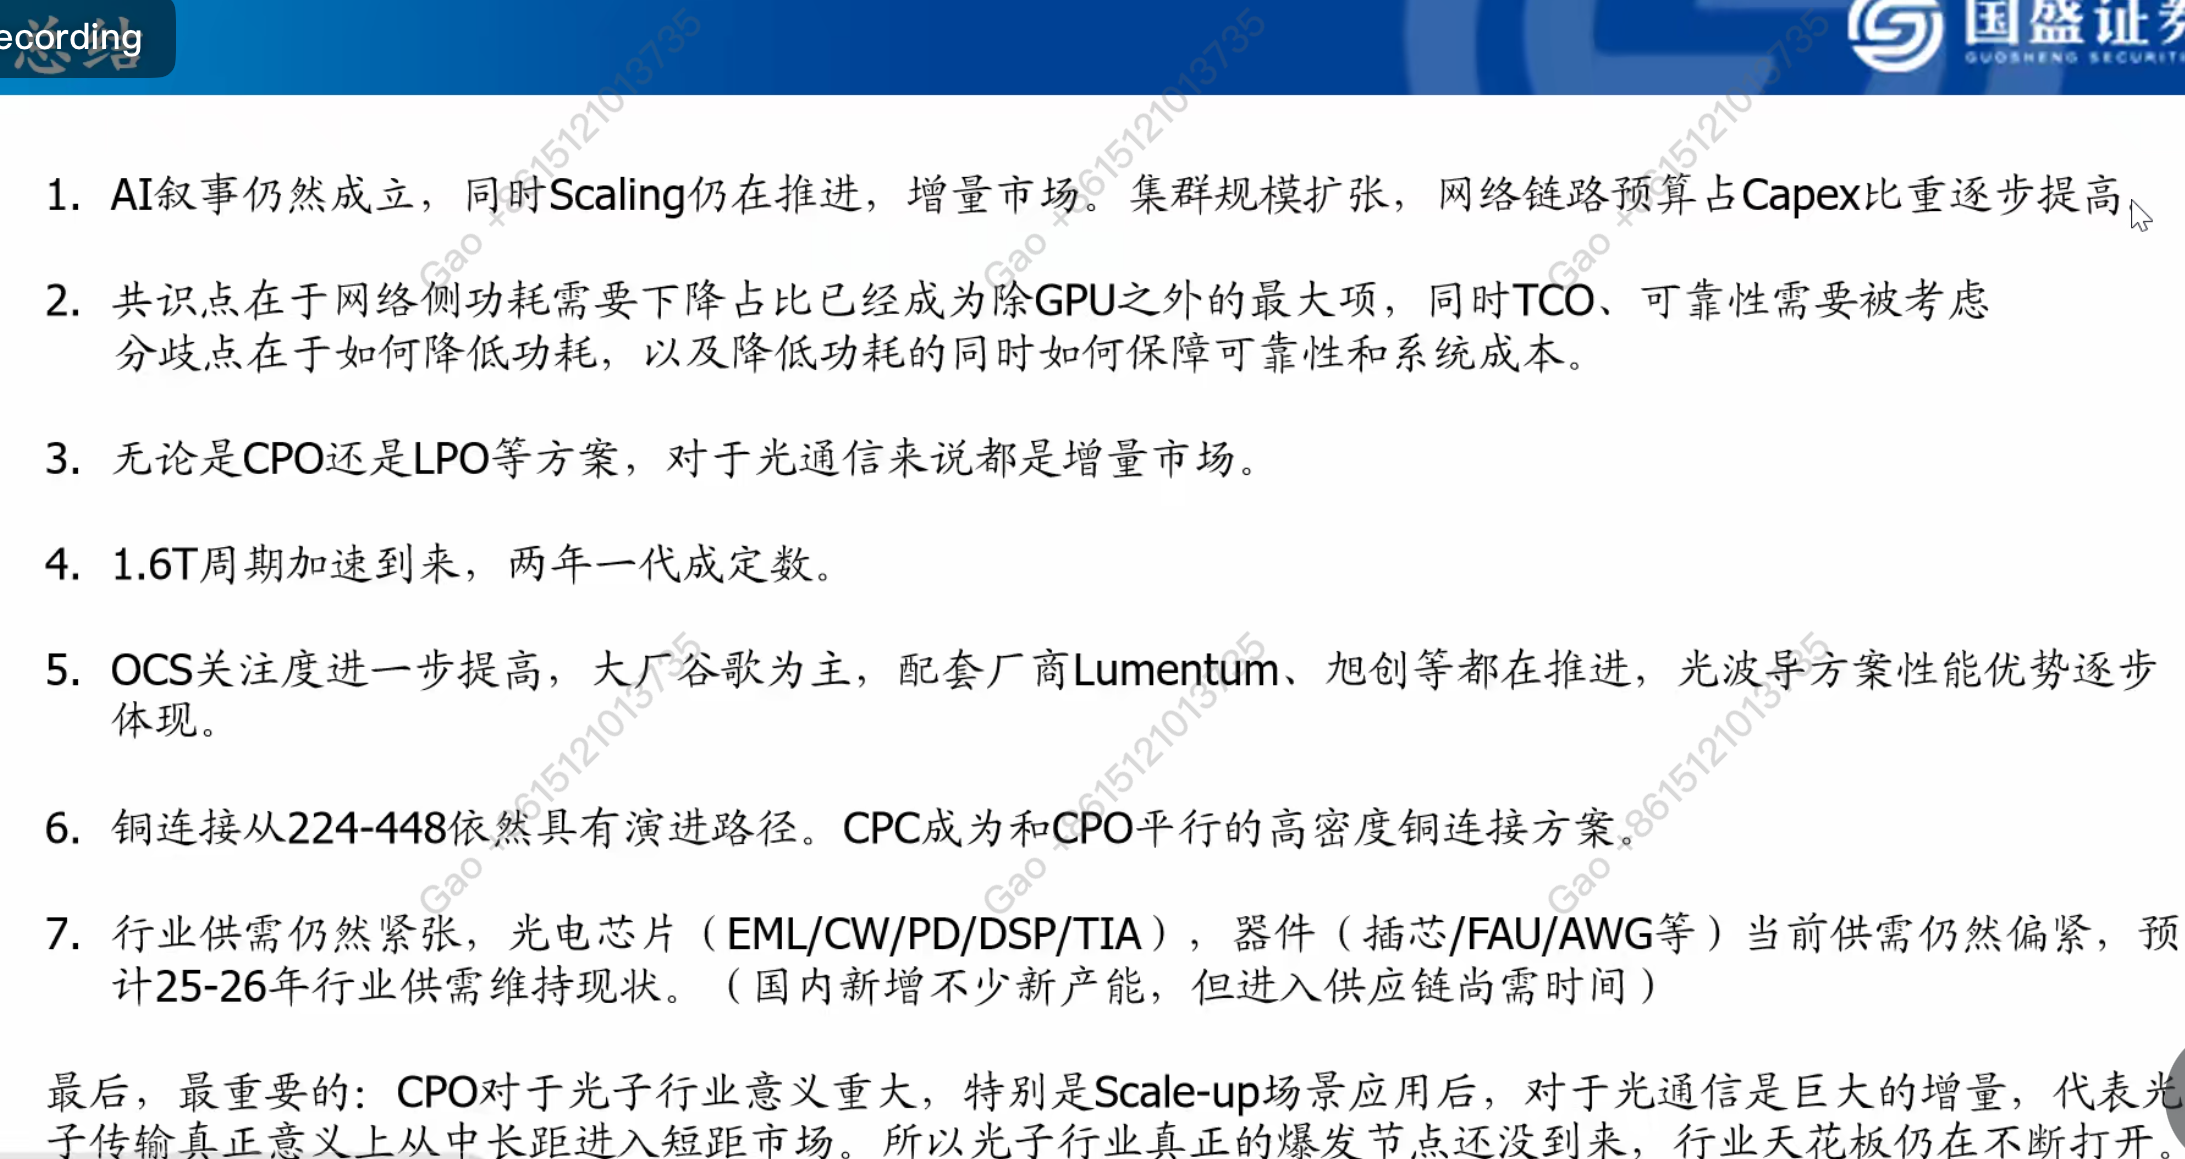 总结
ecording
国盛证券
GUOSHENG SECURITI
1. AI叙事仍然成立，同时Scaling仍在推进，增量市场。集群规模扩张，网络链路预算占Capex比重逐步提高
2. 共识点在于网络侧功耗需要下降占比已经成为除GPU之外的最大项，同时TCO、可靠性需要被考虑
分歧点在于如何降低功耗，以及降低功耗的同时如何保障可靠性和系统成本。
3. 无论是CPO还是LPO等方案，对于光通信来说都是增量市场。
4. 1.6T周期加速到来，两年一代成定数。
5. OCS关注度进一步提高，大厂谷歌为主，配套厂商Lumentum、旭创等都在推进，光波导方案性能优势逐步
体现。
6. 铜连接从224-448依然具有演进路径。CPC成为和CPO平行的高密度铜连接方案。
7. 行业供需仍然紧张，光电芯片（EML/CW/PD/DSP/TIA），器件（插芯/FAU/AWG等）当前供需仍然偏紧，预
计25-26年行业供需维持现状。（国内新增不少新产能，但进入供应链尚需时间）
最后，最重要的：CPO对于光子行业意义重大，特别是Scale-up场景应用后，对于光通信是巨大的增量，代表光
子传输真正意义上从中长距进入短距市场。所以光子行业真正的爆发节点还没到来，行业天花板仍在不断打开。
Gao +8615121013735
Gao +8615121013735
Gao +8615121013735
Gao +8615121013735
Gao +8615121013735
Gao +8615121013735